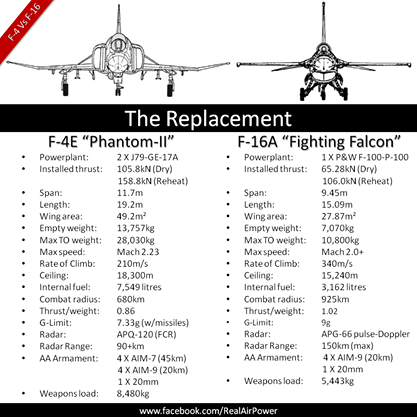 F-4 Vs F-16
The Replacement
F-4E “Phantom-II”
• Powerplant: 2 X J79-GE-17A
• Installed thrust: 105.8kN (Dry)
158.8kN (Reheat)
• Span: 11.7m
• Length: 19.2m
• Wing area: 49.2m²
• Empty weight: 13,757kg
• Max TO weight: 28,030kg
• Max speed: Mach 2.23
• Rate of Climb: 210m/s
• Ceiling: 18,300m
• Internal fuel: 7,549 litres
• Combat radius: 680km
• Thrust/weight: 0.86
• G-Limit: 7.33g (w/missiles)
• Radar: APQ-120 (FCR)
• Radar Range: 90+km
• AA Armament: 4 X AIM-7 (45km)
4 X AIM-9 (20km)
1 X 20mm
• Weapons load: 8,480kg
F-16A “Fighting Falcon”
• Powerplant: 1 X P&W F-100-P-100
• Installed thrust: 65.28kN (Dry)
106.0kN (Reheat)
• Span: 9.45m
• Length: 15.09m
• Wing area: 27.87m²
• Empty weight: 7,070kg
• Max TO weight: 10,800kg
• Max speed: Mach 2.0+
• Rate of Climb: 340m/s
• Ceiling: 15,240m
• Internal fuel: 3,162 litres
• Combat radius: 925km
• Thrust/weight: 1.02
• G-Limit: 9g
• Radar: APG-66 pulse-Doppler
• Radar Range: 150km (max)
• AA Armament: 4 X AIM-9 (20km)
1 X 20mm
• Weapons load: 5,443kg
www.facebook.com/RealAirPower